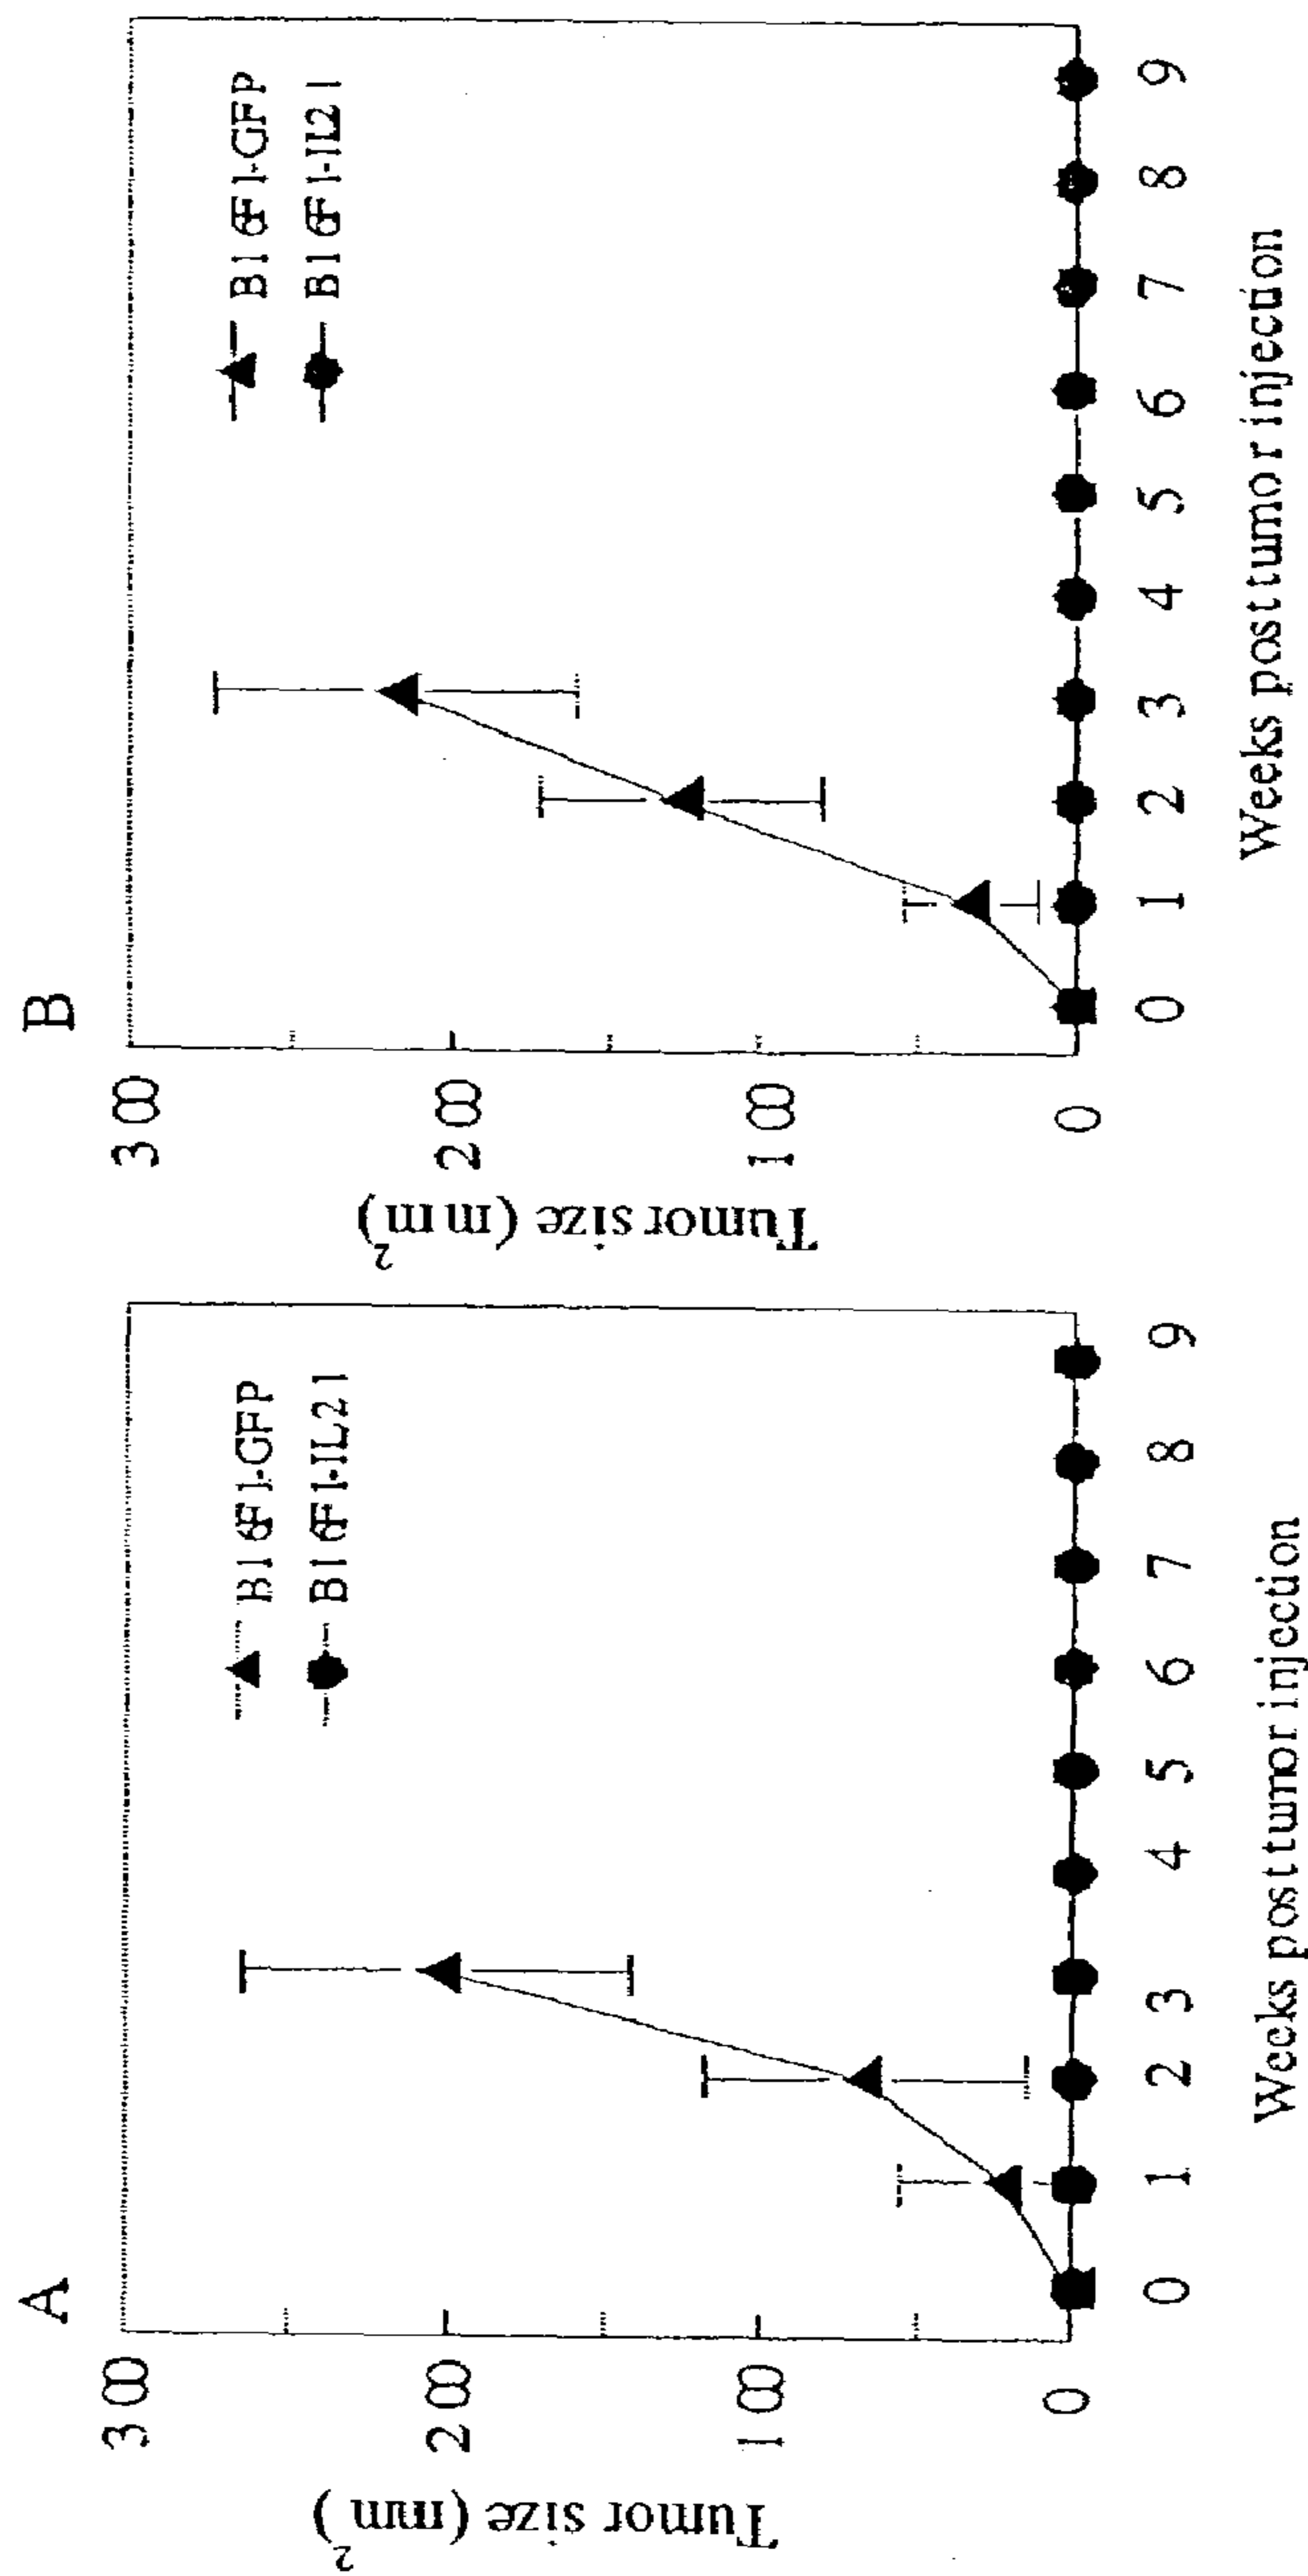 A
Tumor size (mm²)
300
200
100
0
B16F1-GFP
B16F1-IL21
0 1 2 3 4 5 6 7 8 9
Weeks post tumor injection
B
Tumor size (mm²)
300
200
100
0
B16F1-GFP
B16F1-IL21
0 1 2 3 4 5 6 7 8 9
Weeks post tumor injection